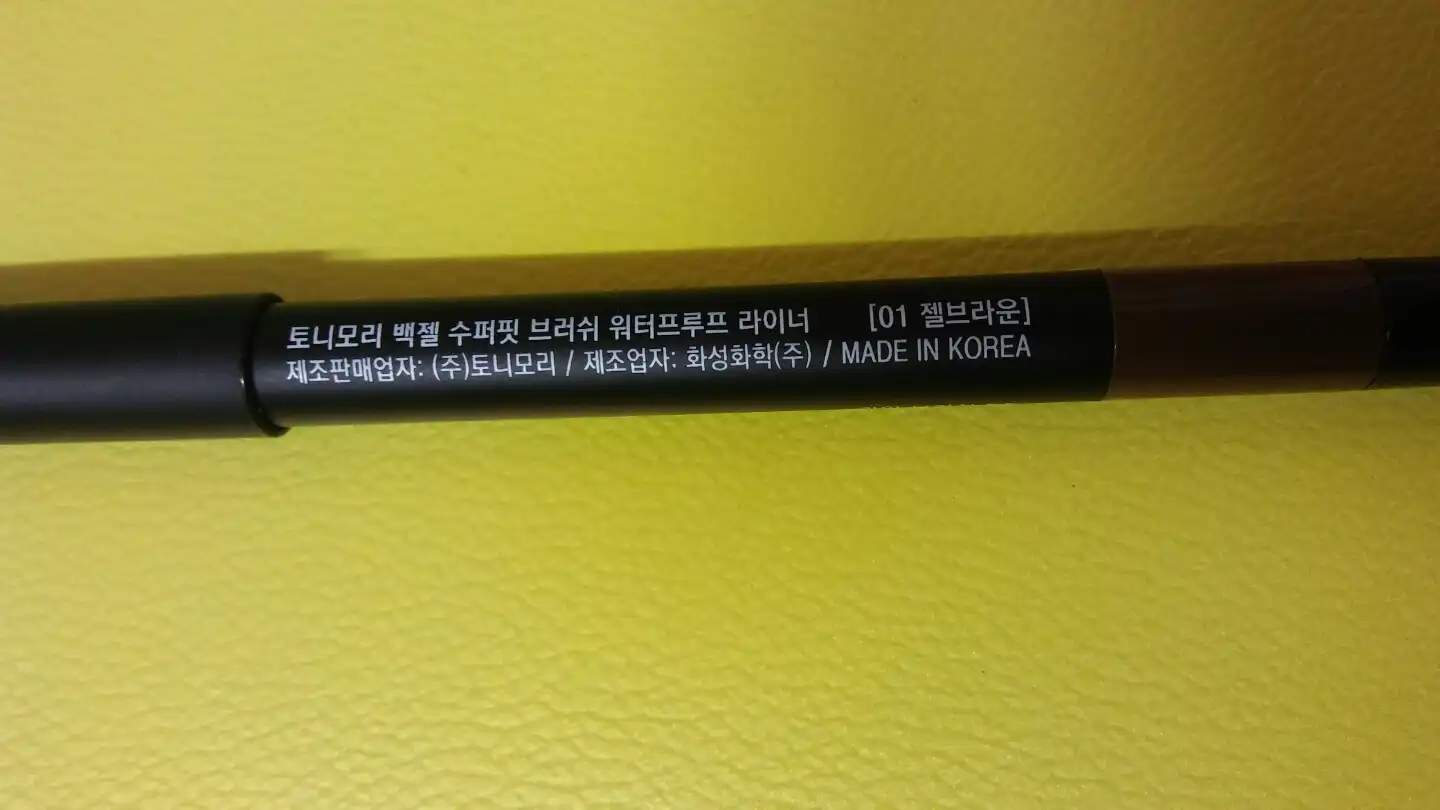 토니모리 백젤 수퍼핏 브러쉬 워터프루프 라이너 [01 젤브라운]
제조판매업자: (주)토니모리 / 제조업자: 화성화학(주) / MADE IN KOREA